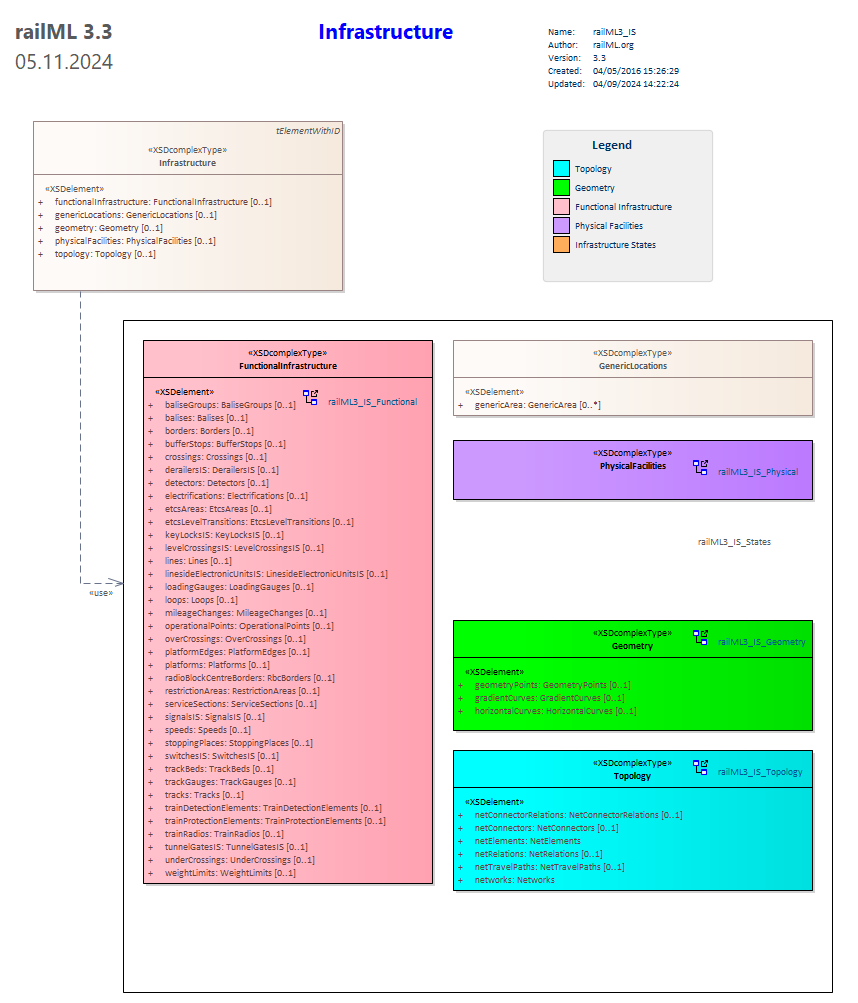 railML 3.3
05.11.2024
Infrastructure
Name: railML3_IS
Author: railML.org
Version: 3.3
Created: 04/05/2016 15:26:29
Updated: 04/09/2024 14:22:24
tElementWithID
«XSDcomplexType»
Infrastructure
«XSDelement»
+ functionalInfrastructure: FunctionalInfrastructure [0..1]
+ genericLocations: GenericLocations [0..1]
+ geometry: Geometry [0..1]
+ physicalFacilities: PhysicalFacilities [0..1]
+ topology: Topology [0..1]
Legend
Topology
Geometry
Functional Infrastructure
Physical Facilities
Infrastructure States
«use»
«XSDcomplexType»
FunctionalInfrastructure
«XSDelement»
railML3_IS_Functional
+ baliseGroups: BaliseGroups [0..1]
+ balises: Balises [0..1]
+ borders: Borders [0..1]
+ bufferStops: BufferStops [0..1]
+ crossings: Crossings [0..1]
+ derailersIS: DerailersIS [0..1]
+ detectors: Detectors [0..1]
+ electrifications: Electrifications [0..1]
+ etcsAreas: EtcsAreas [0..1]
+ etcsLevelTransitions: EtcsLevelTransitions [0..1]
+ keyLocksIS: KeyLocksIS [0..1]
+ levelCrossingsIS: LevelCrossingsIS [0..1]
+ lines: Lines [0..1]
+ linesideElectronicUnitsIS: LinesideElectronicUnitsIS [0..1]
+ loadingGauges: LoadingGauges [0..1]
+ loops: Loops [0..1]
+ mileageChanges: MileageChanges [0..1]
+ operationalPoints: OperationalPoints [0..1]
+ overCrossings: OverCrossings [0..1]
+ platformEdges: PlatformEdges [0..1]
+ platforms: Platforms [0..1]
+ radioBlockCentreBorders: RbcBorders [0..1]
+ restrictionAreas: RestrictionAreas [0..1]
+ serviceSections: ServiceSections [0..1]
+ signalsIS: SignalsIS [0..1]
+ speeds: Speeds [0..1]
+ stoppingPlaces: StoppingPlaces [0..1]
+ switchesIS: SwitchesIS [0..1]
+ trackBeds: TrackBeds [0..1]
+ trackGauges: TrackGauges [0..1]
+ tracks: Tracks [0..1]
+ trainDetectionElements: TrainDetectionElements [0..1]
+ trainProtectionElements: TrainProtectionElements [0..1]
+ trainRadios: TrainRadios [0..1]
+ tunnelGatesIS: TunnelGatesIS [0..1]
+ underCrossings: UnderCrossings [0..1]
+ weightLimits: WeightLimits [0..1]
«XSDcomplexType»
GenericLocations
«XSDelement»
+ genericArea: GenericArea [0..*]
«XSDcomplexType»
PhysicalFacilities
railML3_IS_Physical
railML3_IS_States
«XSDcomplexType»
Geometry
railML3_IS_Geometry
«XSDelement»
+ geometryPoints: GeometryPoints [0..1]
+ gradientCurves: GradientCurves [0..1]
+ horizontalCurves: HorizontalCurves [0..1]
«XSDcomplexType»
Topology
railML3_IS_Topology
«XSDelement»
+ netConnectorRelations: NetConnectorRelations [0..1]
+ netConnectors: NetConnectors [0..1]
+ netElements: NetElements
+ netRelations: NetRelations [0..1]
+ netTravelPaths: NetTravelPaths [0..1]
+ networks: Networks